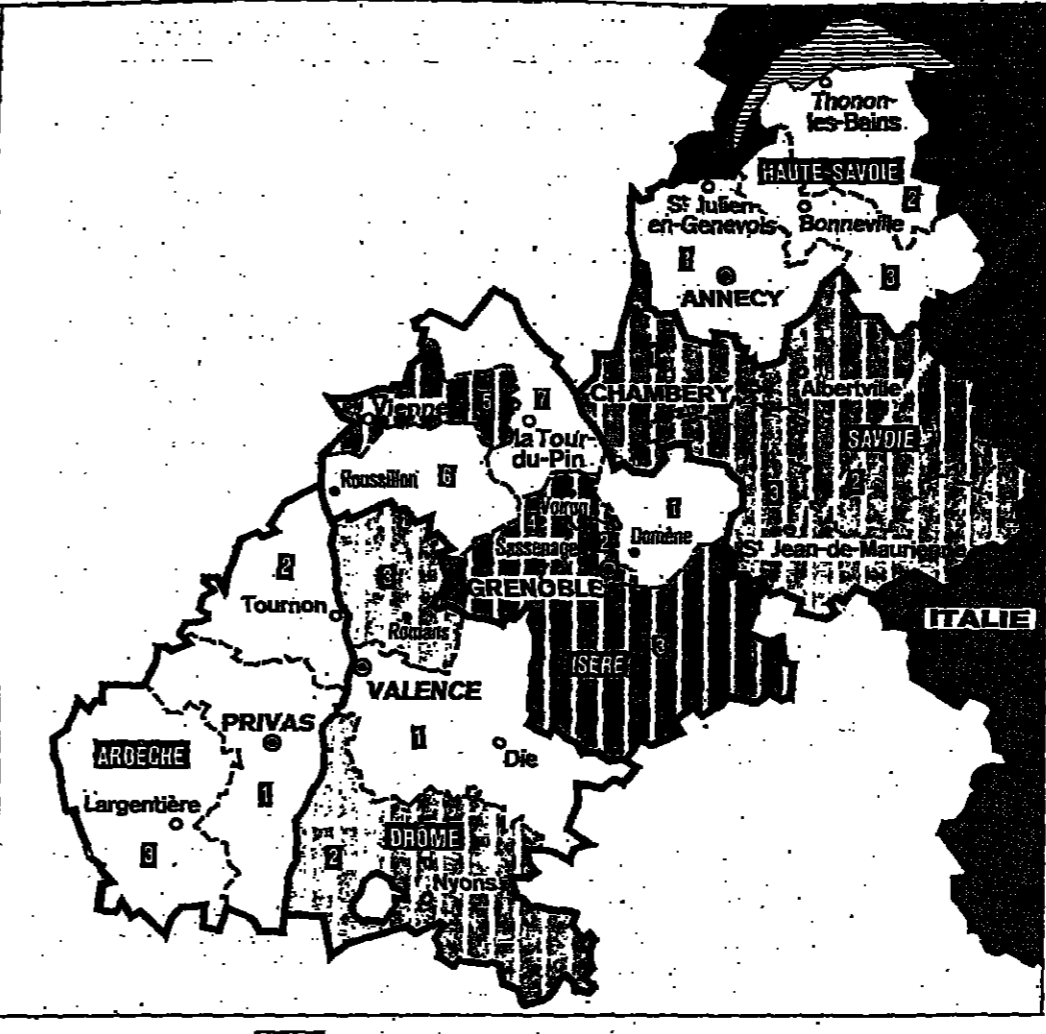 Thonon-
les-Bains
HAUTE-SAVOIE
St Julien-
en-Genevois
2
Bonneville
1
3
ANNECY
CHAMBERY
Albertville
Vienne
5
7
1
SAVOIE
la Tour-
du-Pin
Roussillon
6
Voiron
1
3
2
Domène
Sassenage
2
St Jean-de-Maurienne
2
3
GRENOBLE
Tournon
Romans
ITALIE
ISERE
3
VALENCE
PRIVAS
1
ARDECHE
Die
1
Largentière
DROME
3
2
Nyons